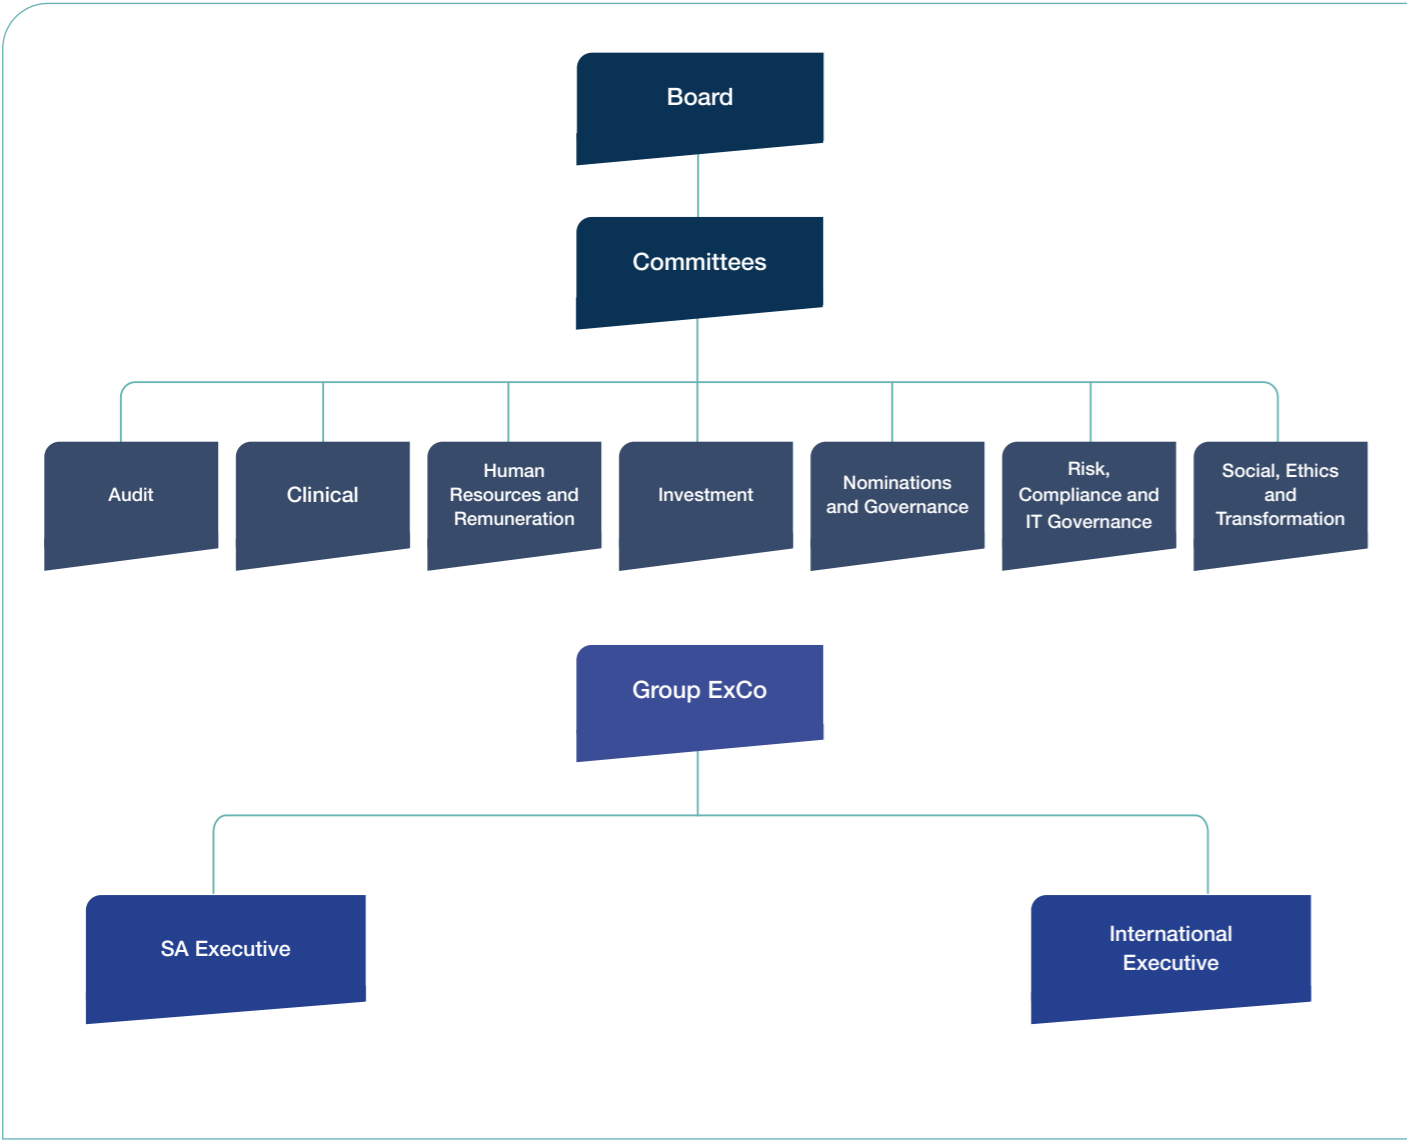 Board
Committees
Audit
Clinical
Human
Resources and
Remuneration
Investment
Nominations
and Governance
Risk,
Compliance and
IT Governance
Social, Ethics
and
Transformation
Group ExCo
SA Executive
International
Executive